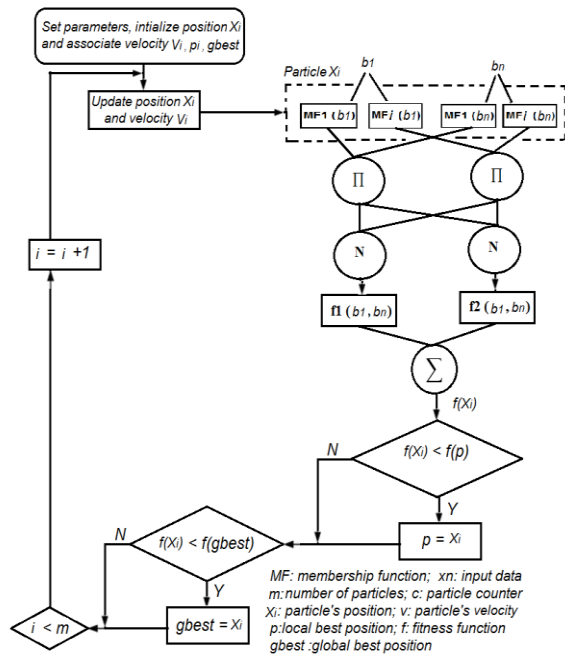 Set parameters, intialize position Xi
and associate velocity Vi, pi, gbest
Update position Xi
and velocity Vi
Particle Xi
b1
bn
MF1 (b1)
MFi (b1)
MF1 (bn)
MFi (bn)
∏
∏
N
N
i = i +1
f1 (b1,bn)
f2 (b1,bn)
∑
f(Xi)
f(Xi) < f(p)
N
Y
p = Xi
f(Xi) < f(gbest)
N
Y
gbest = Xi
i < m
MF: membership function; xn: input data
m:number of particles; c: particle counter
Xi: particle's position; v: particle's velocity
p:local best position; f: fitness function
gbest :global best position